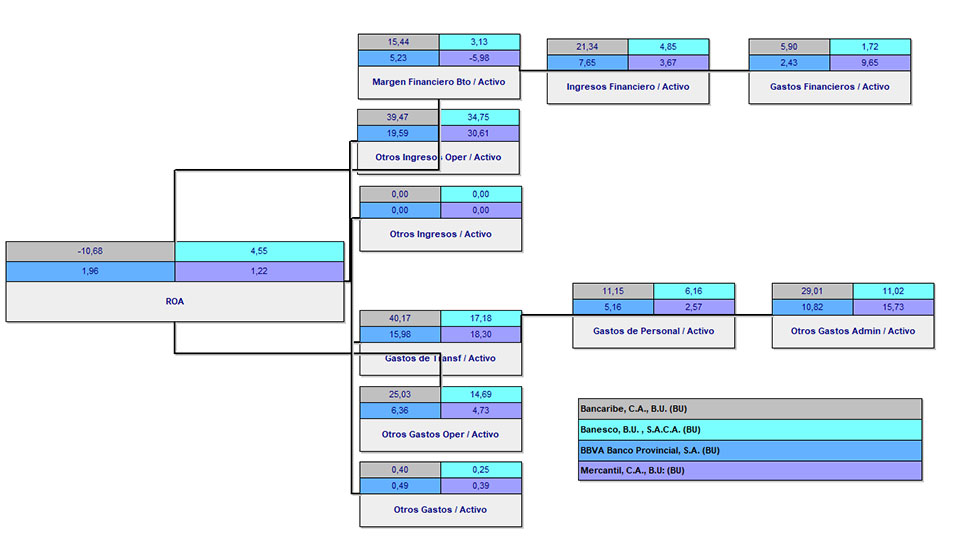 15,44 3,13
5,23 -5,98
Margen Financiero Bto / Activo
21,34 4,85
7,65 3,67
Ingresos Financiero / Activo
5,90 1,72
2,43 9,65
Gastos Financieros / Activo
39,47 34,75
19,59 30,61
Otros Ingresos Oper / Activo
0,00 0,00
0,00 0,00
Otros Ingresos / Activo
-10,68 4,55
1,96 1,22
ROA
40,17 17,18
15,98 18,30
Gastos de Transf / Activo
11,15 6,16
5,16 2,57
Gastos de Personal / Activo
29,01 11,02
10,82 15,73
Otros Gastos Admin / Activo
25,03 14,69
6,36 4,73
Otros Gastos Oper / Activo
0,40 0,25
0,49 0,39
Otros Gastos / Activo
Bancaribe, C.A., B.U. (BU)
Banesco, B.U. , S.A.C.A. (BU)
BBVA Banco Provincial, S.A. (BU)
Mercantil, C.A., B.U: (BU)